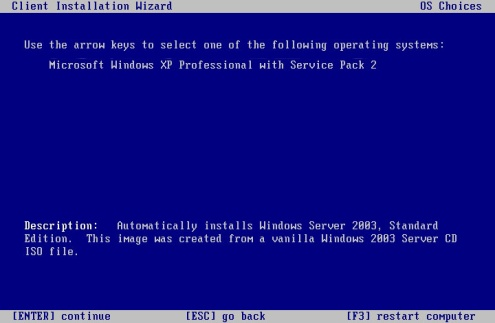 Client Installation Wizard OS Choices
Use the arrow keys to select one of the following operating systems:
Microsoft Windows XP Professional with Service Pack 2
Description: Automatically installs Windows Server 2003, Standard
Edition. This image was created from a vanilla Windows 2003 Server CD
ISO file.
[ENTER] continue [ESC] go back [F3] restart computer